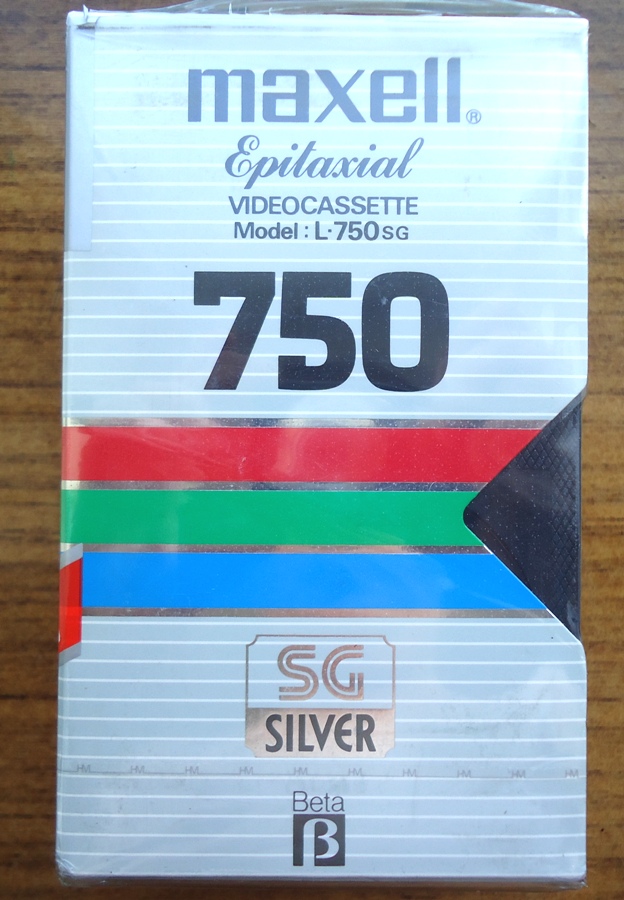 maxell®
Epitaxial
VIDEOCASSETTE
Model : L·750SG
750
SG
SILVER
HM HM HM HM HM HM HM HM HM HM
Beta
β